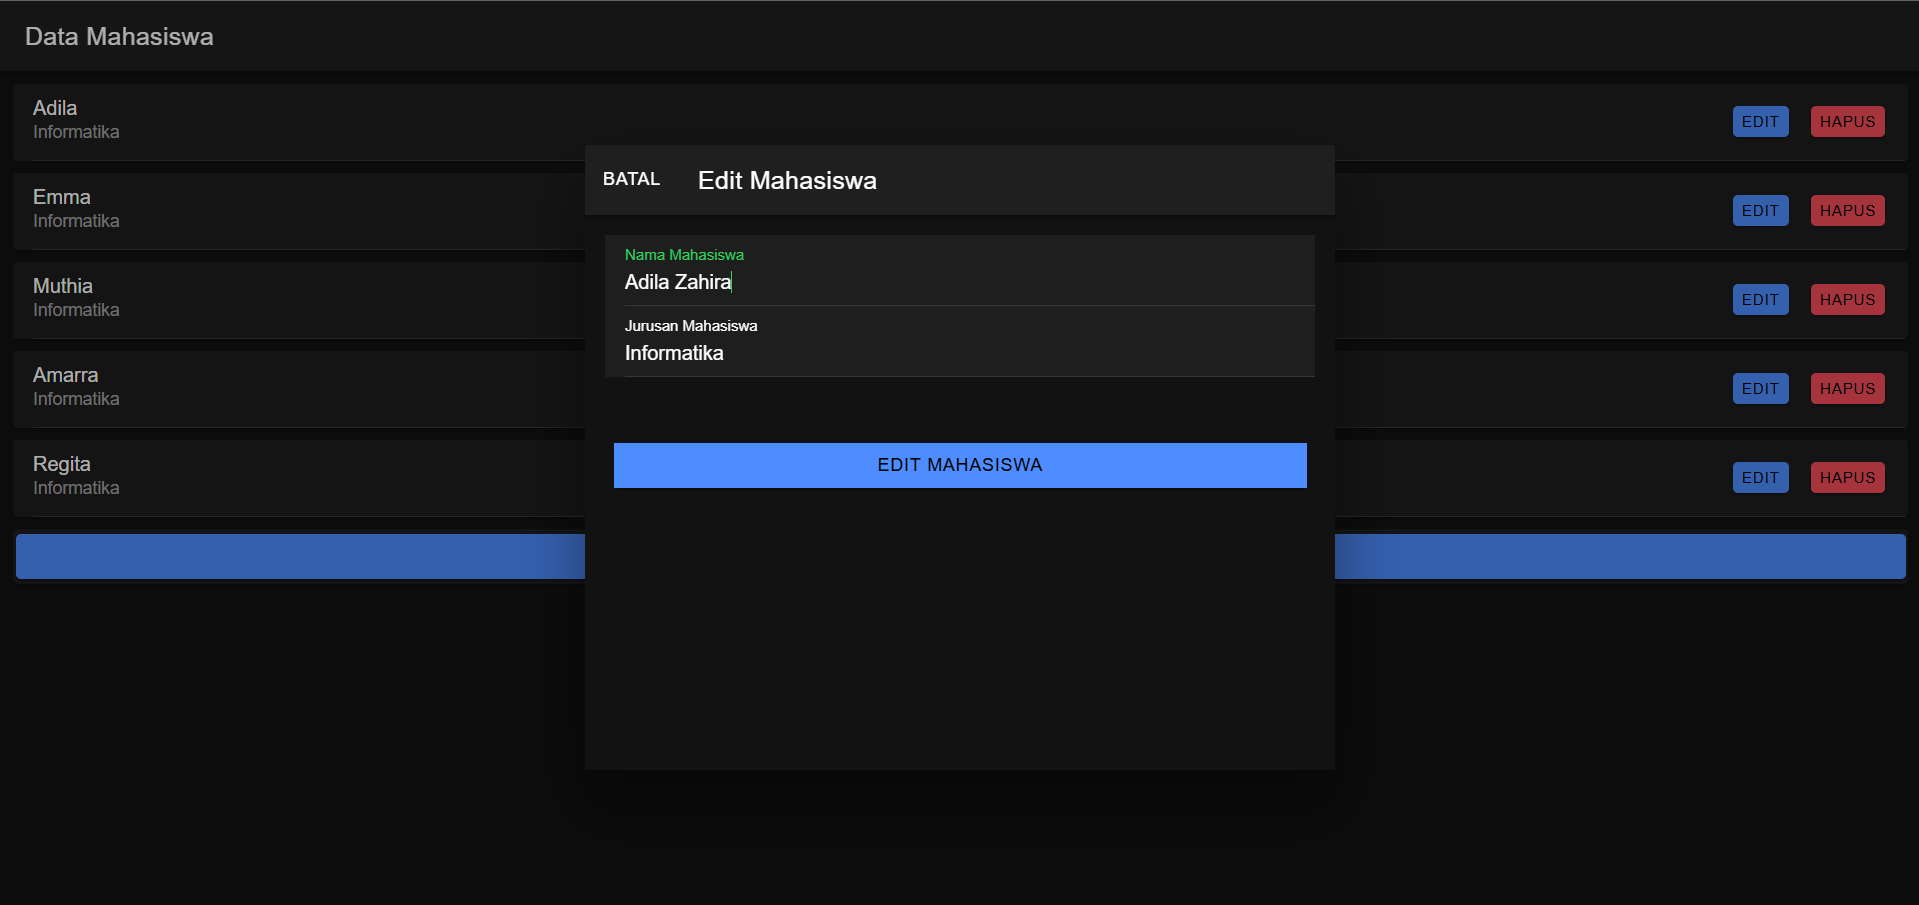 Data Mahasiswa
Adila
Informatika
EDIT HAPUS
Emma
Informatika
EDIT HAPUS
Muthia
Informatika
EDIT HAPUS
Amarra
Informatika
EDIT HAPUS
Regita
Informatika
EDIT HAPUS
BATAL Edit Mahasiswa
Nama Mahasiswa
Adila Zahira
Jurusan Mahasiswa
Informatika
EDIT MAHASISWA